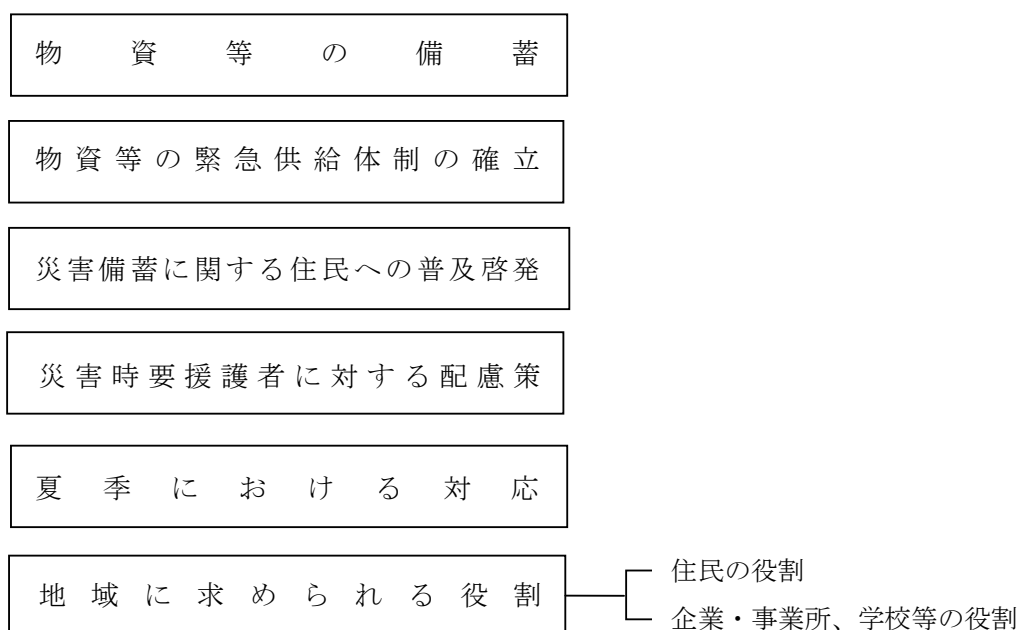 物資等の備蓄
物資等の緊急供給体制の確立
災害備蓄に関する住民への普及啓発
災害時要援護者に対する配慮策
夏季における対応
地域に求められる役割
住民の役割
企業・事業所、学校等の役割